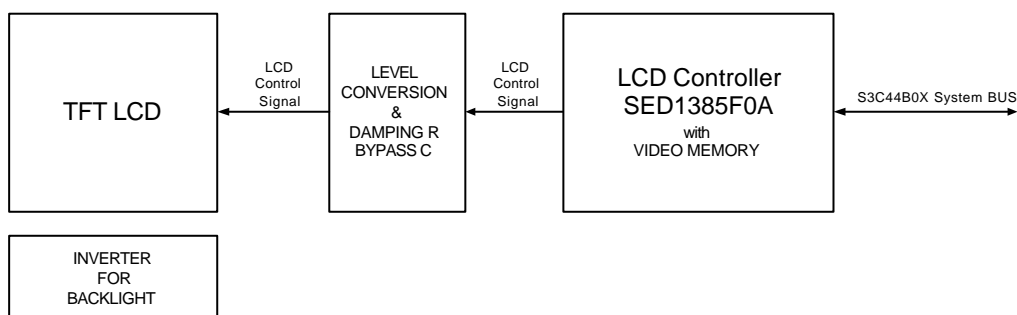 TFT LCD
LCD
Control
Signal
LEVEL
CONVERSION
&
DAMPING R
BYPASS C
LCD
Control
Signal
LCD Controller
SED1385F0A
with
VIDEO MEMORY
S3C44B0X System BUS
INVERTER
FOR
BACKLIGHT